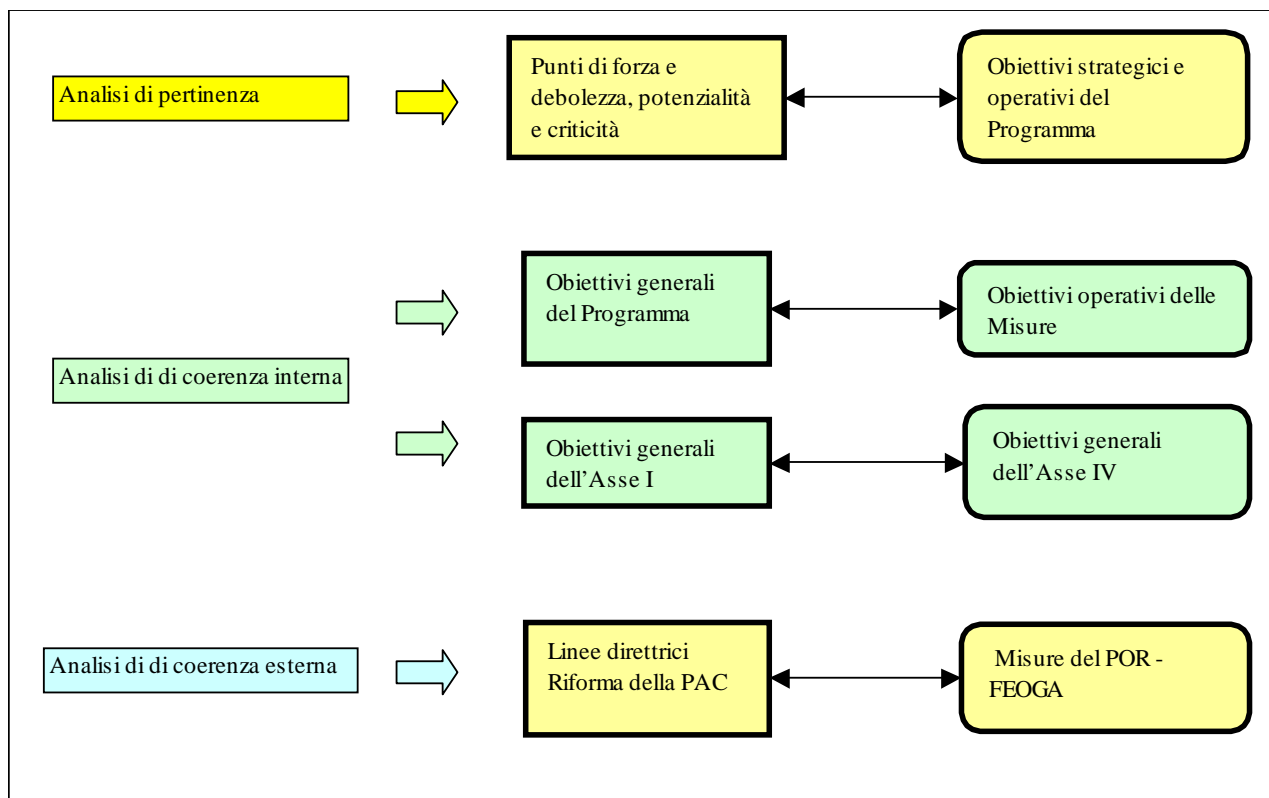 Analisi di pertinenza
Punti di forza e
debolezza, potenzialità
e criticità
Obiettivi strategici e
operativi del
Programma
Analisi di di coerenza interna
Obiettivi generali
del Programma
Obiettivi operativi delle
Misure
Obiettivi generali
dell’Asse I
Obiettivi generali
dell’Asse IV
Analisi di di coerenza esterna
Linee direttrici
Riforma della PAC
Misure del POR -
FEOGA